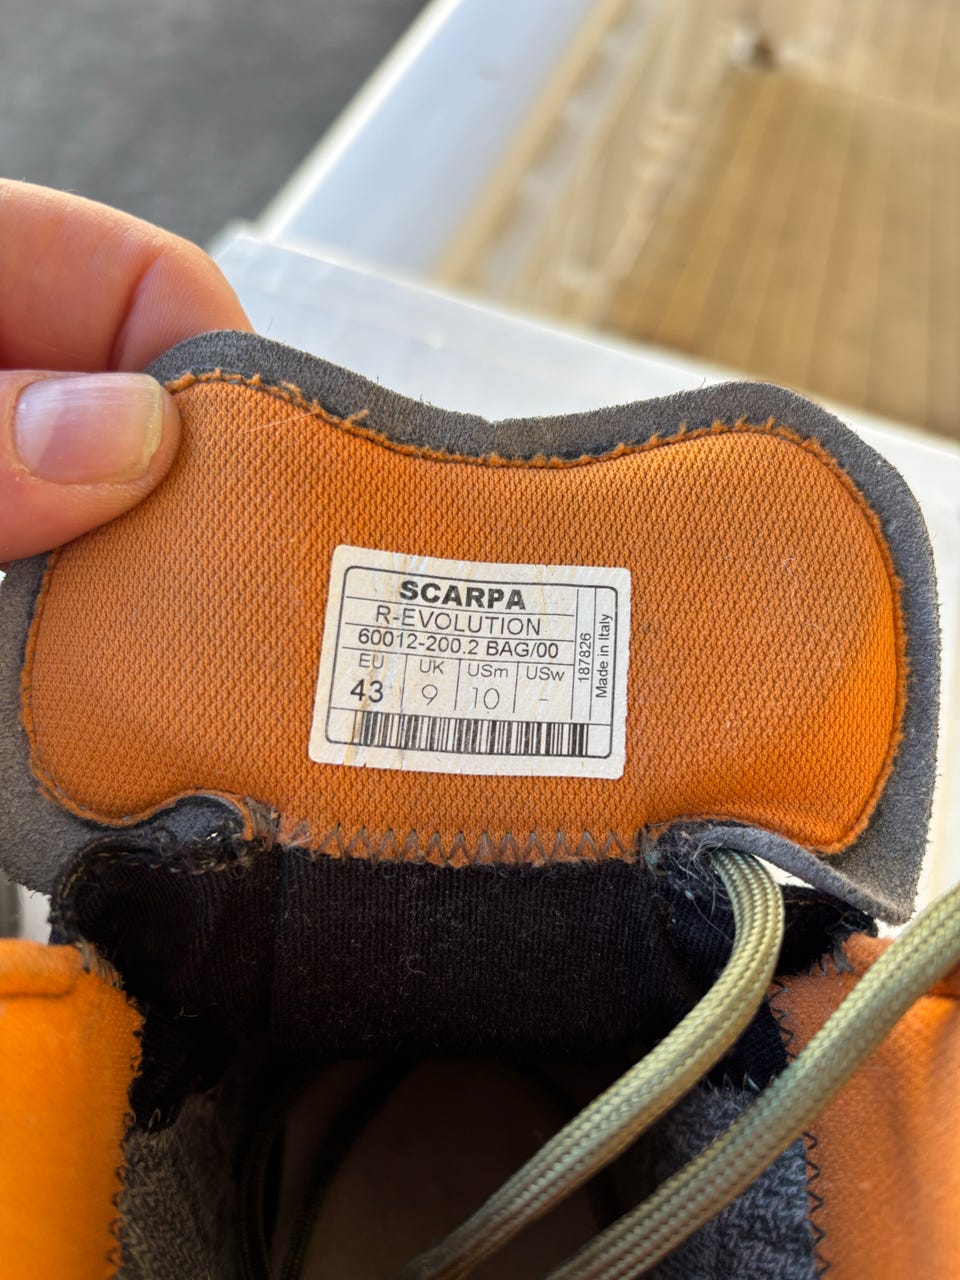 SCARPA
R-EVOLUTION
60012-200.2 BAG/00
EU UK USm USw
43 9 10 -
187826
Made in Italy